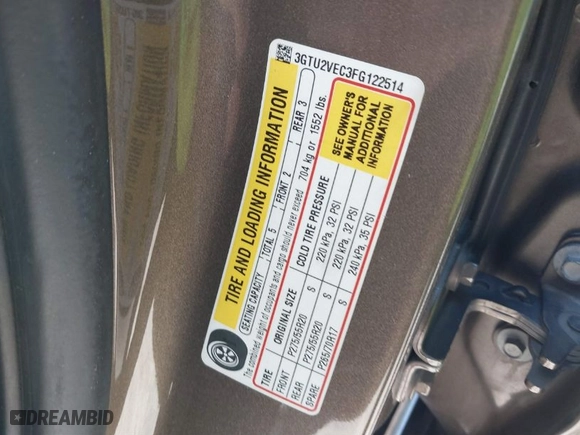 3GTU2VEC3FG122514
TIRE AND LOADING INFORMATION
SEATING CAPACITY TOTAL 5 FRONT 2 REAR 3
The combined weight of occupants and cargo should never exceed 704 kg or 1552 lbs.
TIRE ORIGINAL SIZE COLD TIRE PRESSURE
FRONT P275/55R20 S 220 kPa, 32 PSI
REAR P275/55R20 S 220 kPa, 32 PSI
SPARE P265/70R17 S 240 kPa, 35 PSI
SEE OWNER'S
MANUAL FOR
ADDITIONAL
INFORMATION
DREAMBID